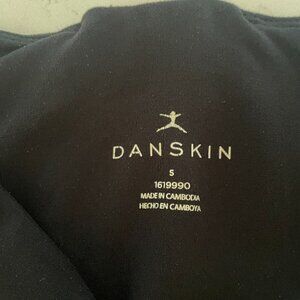 DANSKIN
S
1619990
MADE IN CAMBODIA
HECHO EN CAMBOYA